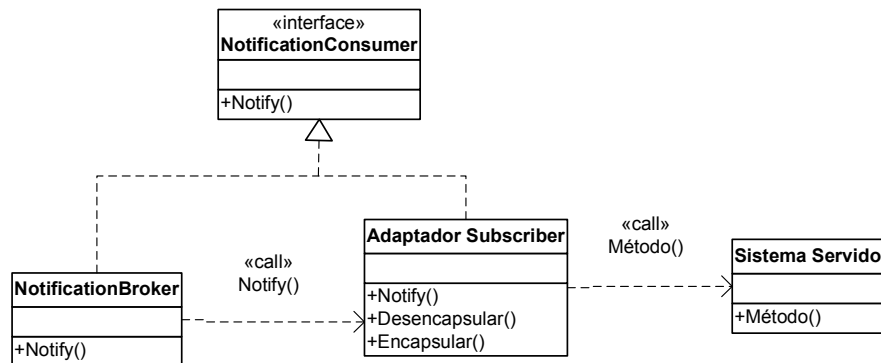 «interface»
NotificationConsumer
+Notify()
NotificationBroker
+Notify()
«call»
Notify()
Adaptador Subscriber
+Notify()
+Desencapsular()
+Encapsular()
«call»
Método()
Sistema Servido
+Método()